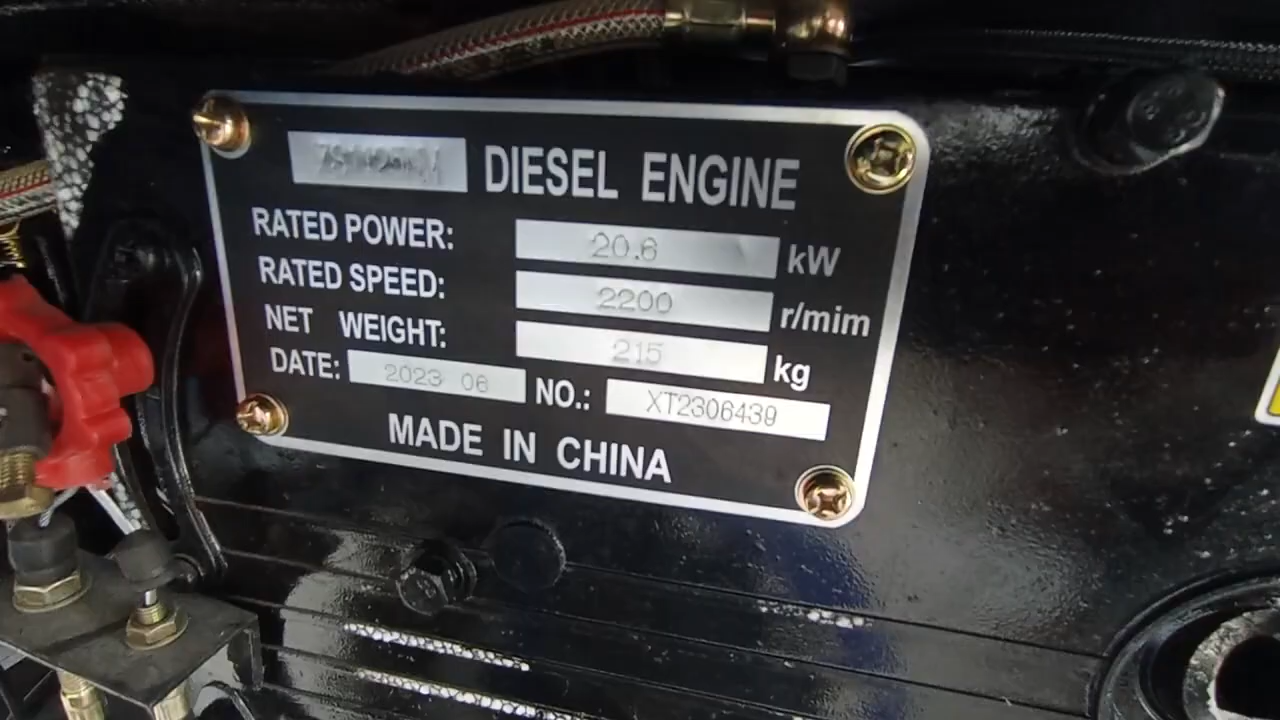 DIESEL ENGINE
RATED POWER: 20.6 kW
RATED SPEED: 2200 r/mim
NET WEIGHT: 215 kg
DATE: 2023 06 NO.: XT2306439
MADE IN CHINA